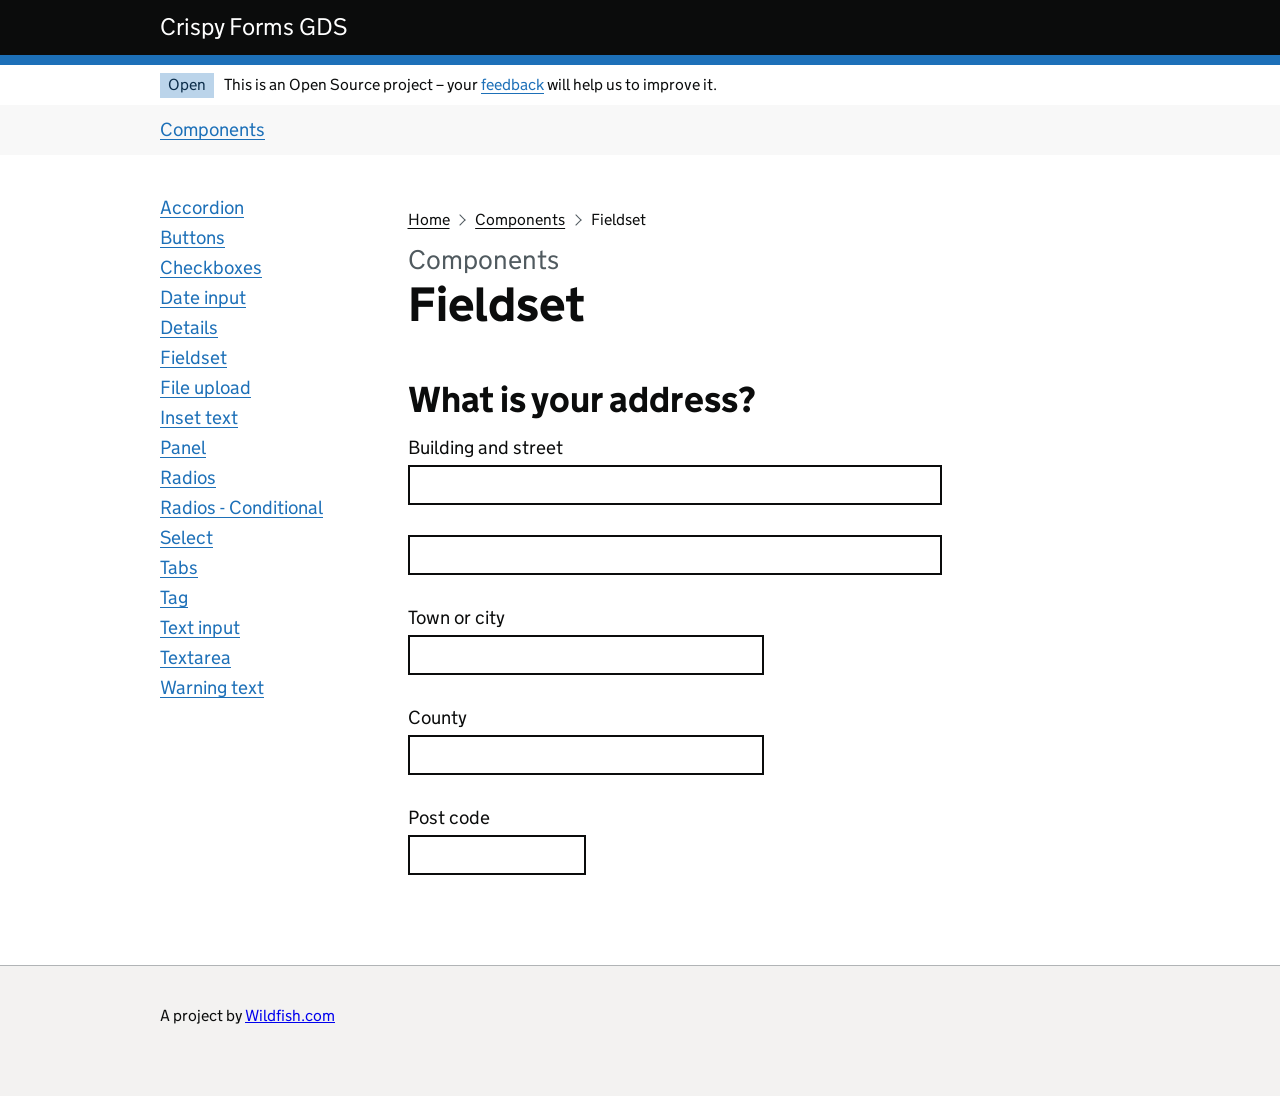 Crispy Forms GDS
Open This is an Open Source project – your feedback will help us to improve it.
Components
Accordion
Buttons
Checkboxes
Date input
Details
Fieldset
File upload
Inset text
Panel
Radios
Radios - Conditional
Select
Tabs
Tag
Text input
Textarea
Warning text
Home Components Fieldset
Components
Fieldset
What is your address?
Building and street
Town or city
County
Post code
A project by Wildfish.com